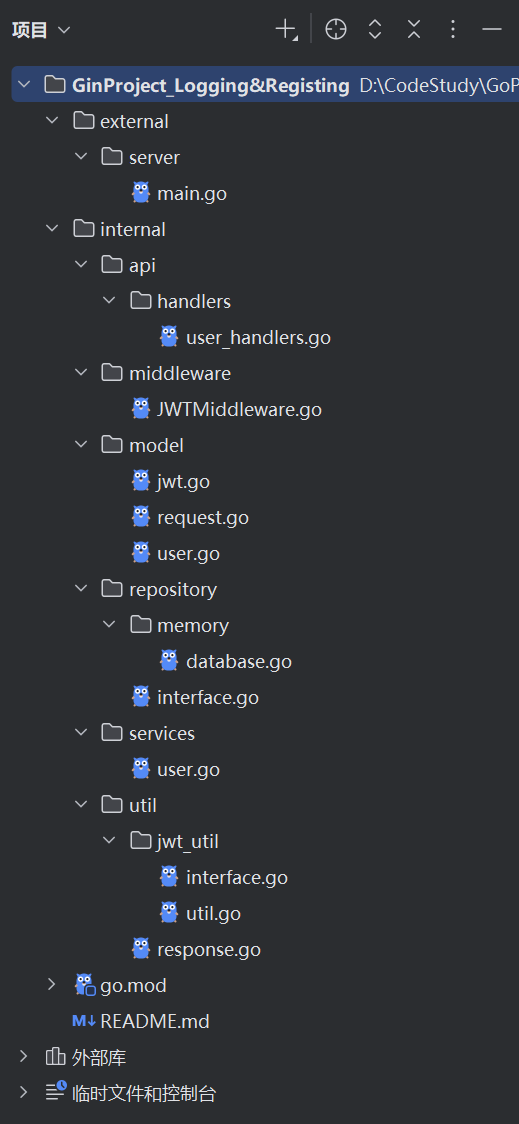 项目
GinProject_Logging&Registing D:\CodeStudy\GoP
external
server
main.go
internal
api
handlers
user_handlers.go
middleware
JWTMiddleware.go
model
jwt.go
request.go
user.go
repository
memory
database.go
interface.go
services
user.go
util
jwt_util
interface.go
util.go
response.go
go.mod
M↓ README.md
外部库
临时文件和控制台